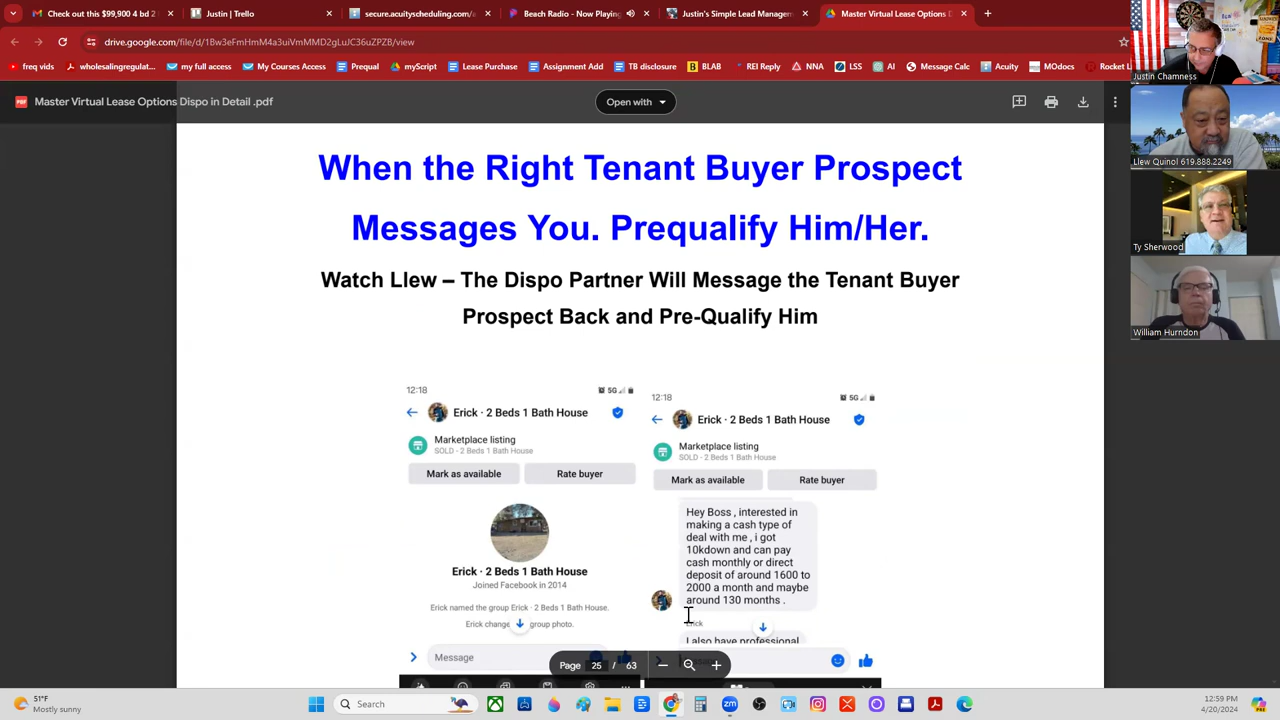 Welcome back! $99,900 4 bd 2
Justin | Trello
secure.acuityscheduling.com/a
Beach Radio - Now Playing
Justin's Simple Lead Managem
Master Virtual Lease Options D
drive.google.com/file/d/1Bw3eFmHmM4a3uiVmMMD2gLuJC36uZPZB/view
freq vids
wholesalingregulat...
my full access
My Courses Access
Prequal
myScript
Lease Purchase
Assignment Add
TB disclosure
BLAB
REI Reply
NNA
LSS
AI
Message Calc
Acuity
MOdocs
Rocket L
Master Virtual Lease Options Dispo in Detail .pdf
Open with
When the Right Tenant Buyer Prospect
Messages You. Prequalify Him/Her.
Watch Llew – The Dispo Partner Will Message the Tenant Buyer
Prospect Back and Pre-Qualify Him
12:18
5G
Erick · 2 Beds 1 Bath House
Marketplace listing
SOLD - 2 Beds 1 Bath House
Mark as available
Rate buyer
Erick · 2 Beds 1 Bath House
Joined Facebook in 2014
Erick named the group Erick · 2 Beds 1 Bath House.
Erick change group photo.
Message
12:18
5G
Erick · 2 Beds 1 Bath House
Marketplace listing
SOLD - 2 Beds 1 Bath House
Mark as available
Rate buyer
Hey Boss , interested in
making a cash type of
deal with me , i got
10kdown and can pay
cash monthly or direct
deposit of around 1600 to
2000 a month and maybe
around 130 months .
Erick
I also have professional
Page 25 / 63
Justin Chamness
Llew Quinol 619.888.2249
Ty Sherwood
William Hurndon
Mostly sunny
Search
12:59 PM
4/20/2024